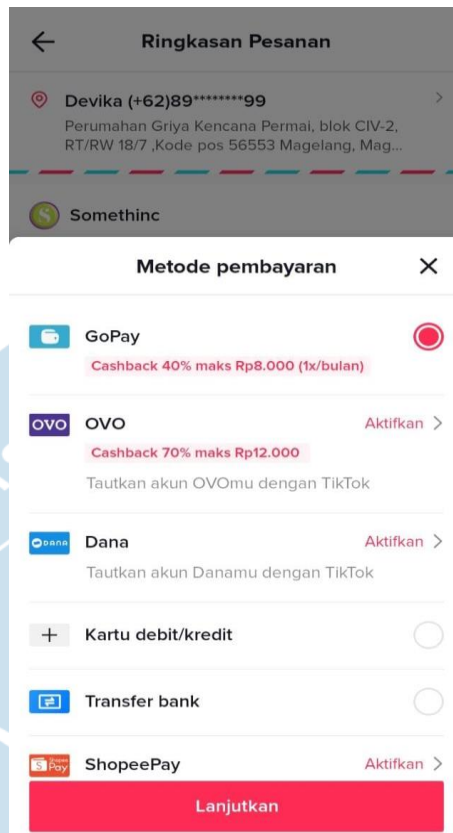 Ringkasan Pesanan
Devika (+62)89********99
Perumahan Griya Kencana Permai, blok CIV-2,
RT/RW 18/7 ,Kode pos 56553 Magelang, Mag...
S Somethinc
Metode pembayaran
GoPay
Cashback 40% maks Rp8.000 (1x/bulan)
OVO OVO Aktifkan
Cashback 70% maks Rp12.000
Tautkan akun OVOmu dengan TikTok
DANA Dana Aktifkan
Tautkan akun Danamu dengan TikTok
Kartu debit/kredit
Transfer bank
S Shopee Pay ShopeePay Aktifkan
Lanjutkan